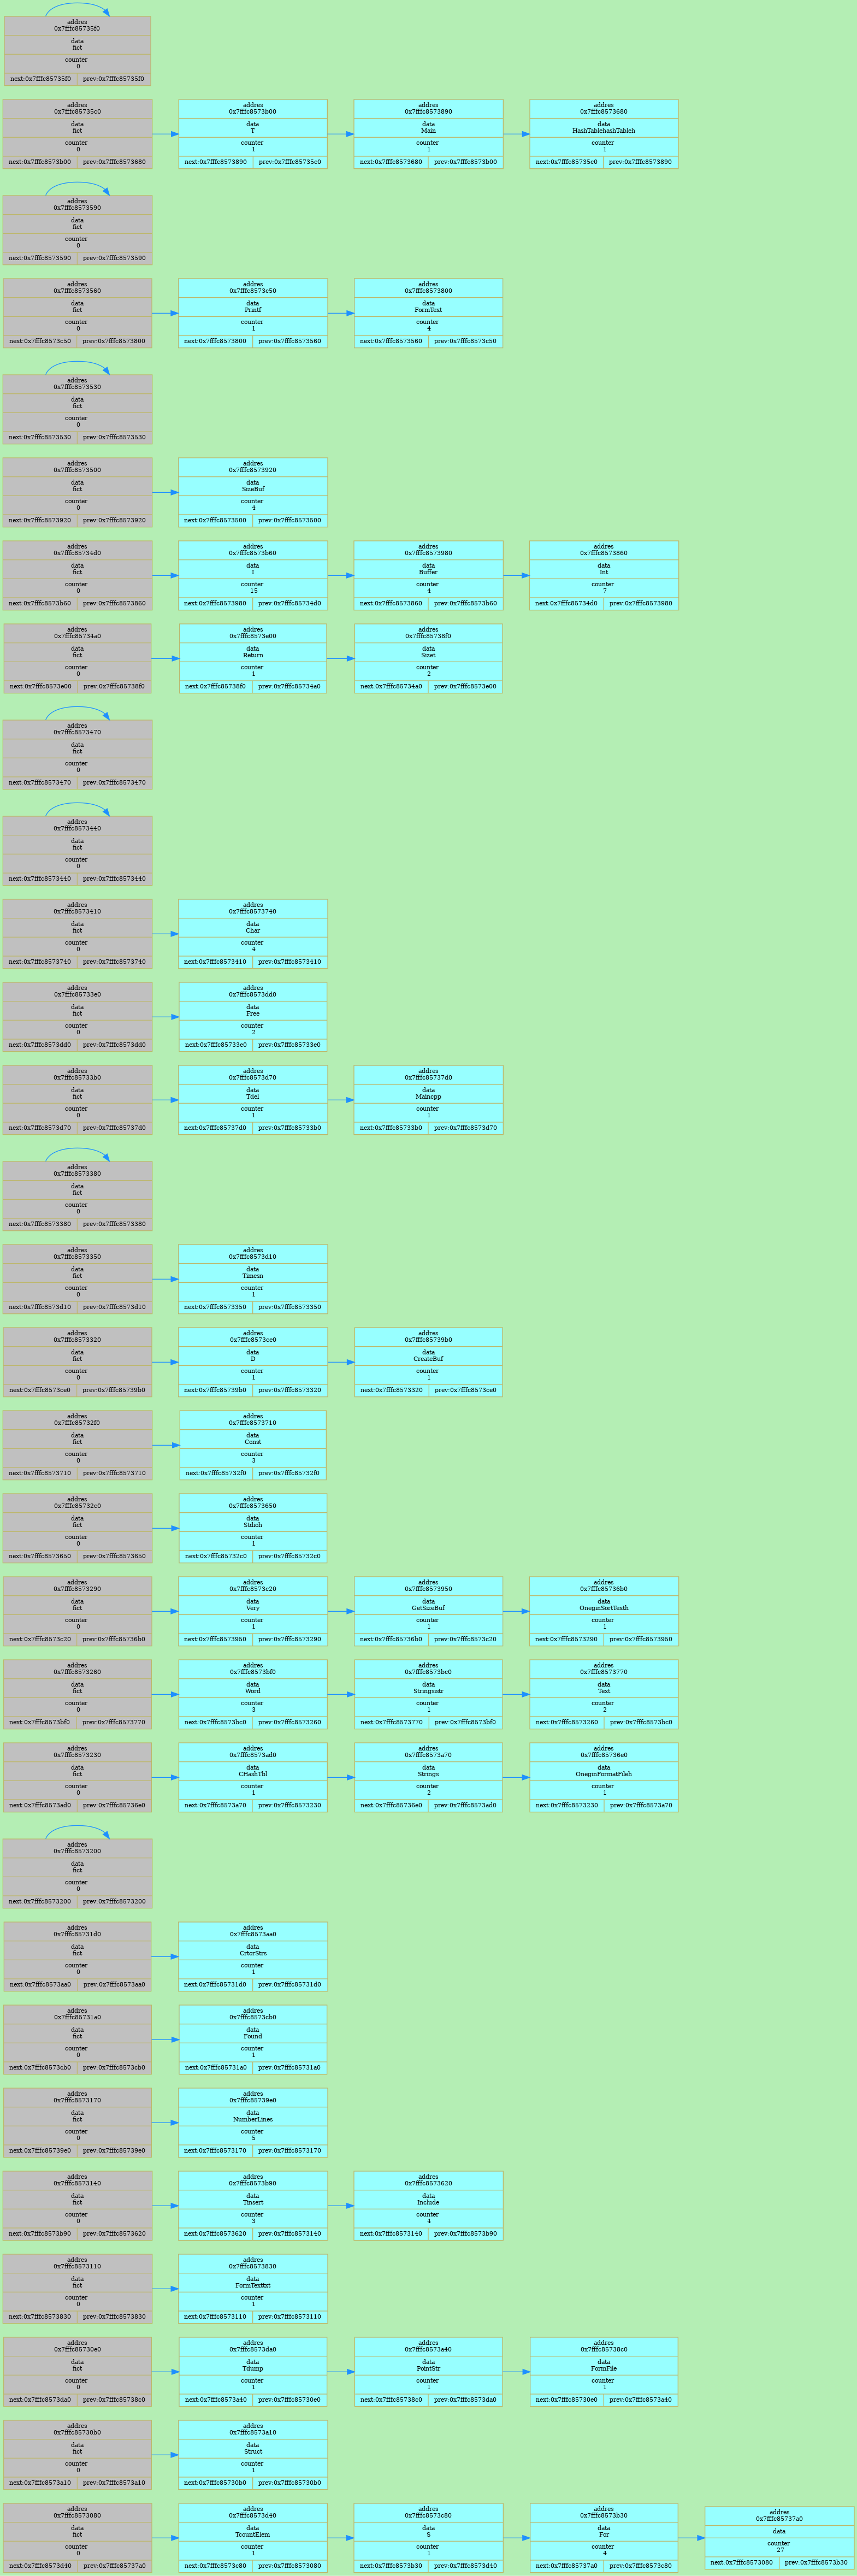 addres
0x7fffc85735f0
data
fict
counter
0
next:0x7fffc85735f0 prev:0x7fffc85735f0
addres
0x7fffc85735c0
data
fict
counter
0
next:0x7fffc8573b00 prev:0x7fffc8573680
addres
0x7fffc8573b00
data
T
counter
1
next:0x7fffc8573890 prev:0x7fffc85735c0
addres
0x7fffc8573890
data
Main
counter
1
next:0x7fffc8573680 prev:0x7fffc8573b00
addres
0x7fffc8573680
data
HashTablehashTableh
counter
1
next:0x7fffc85735c0 prev:0x7fffc8573890
addres
0x7fffc8573590
data
fict
counter
0
next:0x7fffc8573590 prev:0x7fffc8573590
addres
0x7fffc8573560
data
fict
counter
0
next:0x7fffc8573c50 prev:0x7fffc8573800
addres
0x7fffc8573c50
data
Printf
counter
1
next:0x7fffc8573800 prev:0x7fffc8573560
addres
0x7fffc8573800
data
FormText
counter
4
next:0x7fffc8573560 prev:0x7fffc8573c50
addres
0x7fffc8573530
data
fict
counter
0
next:0x7fffc8573530 prev:0x7fffc8573530
addres
0x7fffc8573500
data
fict
counter
0
next:0x7fffc8573920 prev:0x7fffc8573920
addres
0x7fffc8573920
data
SizeBuf
counter
4
next:0x7fffc8573500 prev:0x7fffc8573500
addres
0x7fffc85734d0
data
fict
counter
0
next:0x7fffc8573b60 prev:0x7fffc8573860
addres
0x7fffc8573b60
data
I
counter
15
next:0x7fffc8573980 prev:0x7fffc85734d0
addres
0x7fffc8573980
data
Buffer
counter
4
next:0x7fffc8573860 prev:0x7fffc8573b60
addres
0x7fffc8573860
data
Int
counter
7
next:0x7fffc85734d0 prev:0x7fffc8573980
addres
0x7fffc85734a0
data
fict
counter
0
next:0x7fffc8573e00 prev:0x7fffc85738f0
addres
0x7fffc8573e00
data
Return
counter
1
next:0x7fffc85738f0 prev:0x7fffc85734a0
addres
0x7fffc85738f0
data
Sizet
counter
2
next:0x7fffc85734a0 prev:0x7fffc8573e00
addres
0x7fffc8573470
data
fict
counter
0
next:0x7fffc8573470 prev:0x7fffc8573470
addres
0x7fffc8573440
data
fict
counter
0
next:0x7fffc8573440 prev:0x7fffc8573440
addres
0x7fffc8573410
data
fict
counter
0
next:0x7fffc8573740 prev:0x7fffc8573740
addres
0x7fffc8573740
data
Char
counter
4
next:0x7fffc8573410 prev:0x7fffc8573410
addres
0x7fffc85733e0
data
fict
counter
0
next:0x7fffc8573dd0 prev:0x7fffc8573dd0
addres
0x7fffc8573dd0
data
Free
counter
2
next:0x7fffc85733e0 prev:0x7fffc85733e0
addres
0x7fffc85733b0
data
fict
counter
0
next:0x7fffc8573d70 prev:0x7fffc85737d0
addres
0x7fffc8573d70
data
Tdel
counter
1
next:0x7fffc85737d0 prev:0x7fffc85733b0
addres
0x7fffc85737d0
data
Maincpp
counter
1
next:0x7fffc85733b0 prev:0x7fffc8573d70
addres
0x7fffc8573380
data
fict
counter
0
next:0x7fffc8573380 prev:0x7fffc8573380
addres
0x7fffc8573350
data
fict
counter
0
next:0x7fffc8573d10 prev:0x7fffc8573d10
addres
0x7fffc8573d10
data
Timesn
counter
1
next:0x7fffc8573350 prev:0x7fffc8573350
addres
0x7fffc8573320
data
fict
counter
0
next:0x7fffc8573ce0 prev:0x7fffc85739b0
addres
0x7fffc8573ce0
data
D
counter
1
next:0x7fffc85739b0 prev:0x7fffc8573320
addres
0x7fffc85739b0
data
CreateBuf
counter
1
next:0x7fffc8573320 prev:0x7fffc8573ce0
addres
0x7fffc85732f0
data
fict
counter
0
next:0x7fffc8573710 prev:0x7fffc8573710
addres
0x7fffc8573710
data
Const
counter
3
next:0x7fffc85732f0 prev:0x7fffc85732f0
addres
0x7fffc85732c0
data
fict
counter
0
next:0x7fffc8573650 prev:0x7fffc8573650
addres
0x7fffc8573650
data
Stdioh
counter
1
next:0x7fffc85732c0 prev:0x7fffc85732c0
addres
0x7fffc8573290
data
fict
counter
0
next:0x7fffc8573c20 prev:0x7fffc85736b0
addres
0x7fffc8573c20
data
Very
counter
1
next:0x7fffc8573950 prev:0x7fffc8573290
addres
0x7fffc8573950
data
GetSizeBuf
counter
1
next:0x7fffc85736b0 prev:0x7fffc8573c20
addres
0x7fffc85736b0
data
OneginSortTexth
counter
1
next:0x7fffc8573290 prev:0x7fffc8573950
addres
0x7fffc8573260
data
fict
counter
0
next:0x7fffc8573bf0 prev:0x7fffc8573770
addres
0x7fffc8573bf0
data
Word
counter
3
next:0x7fffc8573bc0 prev:0x7fffc8573260
addres
0x7fffc8573bc0
data
Stringsistr
counter
1
next:0x7fffc8573770 prev:0x7fffc8573bf0
addres
0x7fffc8573770
data
Text
counter
2
next:0x7fffc8573260 prev:0x7fffc8573bc0
addres
0x7fffc8573230
data
fict
counter
0
next:0x7fffc8573ad0 prev:0x7fffc85736e0
addres
0x7fffc8573ad0
data
CHashTbl
counter
1
next:0x7fffc8573a70 prev:0x7fffc8573230
addres
0x7fffc8573a70
data
Strings
counter
2
next:0x7fffc85736e0 prev:0x7fffc8573ad0
addres
0x7fffc85736e0
data
OneginFormatFileh
counter
1
next:0x7fffc8573230 prev:0x7fffc8573a70
addres
0x7fffc8573200
data
fict
counter
0
next:0x7fffc8573200 prev:0x7fffc8573200
addres
0x7fffc85731d0
data
fict
counter
0
next:0x7fffc8573aa0 prev:0x7fffc8573aa0
addres
0x7fffc8573aa0
data
CrtorStrs
counter
1
next:0x7fffc85731d0 prev:0x7fffc85731d0
addres
0x7fffc85731a0
data
fict
counter
0
next:0x7fffc8573cb0 prev:0x7fffc8573cb0
addres
0x7fffc8573cb0
data
Found
counter
1
next:0x7fffc85731a0 prev:0x7fffc85731a0
addres
0x7fffc8573170
data
fict
counter
0
next:0x7fffc85739e0 prev:0x7fffc85739e0
addres
0x7fffc85739e0
data
NumberLines
counter
5
next:0x7fffc8573170 prev:0x7fffc8573170
addres
0x7fffc8573140
data
fict
counter
0
next:0x7fffc8573b90 prev:0x7fffc8573620
addres
0x7fffc8573b90
data
Tinsert
counter
3
next:0x7fffc8573620 prev:0x7fffc8573140
addres
0x7fffc8573620
data
Include
counter
4
next:0x7fffc8573140 prev:0x7fffc8573b90
addres
0x7fffc8573110
data
fict
counter
0
next:0x7fffc8573830 prev:0x7fffc8573830
addres
0x7fffc8573830
data
FormTexttxt
counter
1
next:0x7fffc8573110 prev:0x7fffc8573110
addres
0x7fffc85730e0
data
fict
counter
0
next:0x7fffc8573da0 prev:0x7fffc85738c0
addres
0x7fffc8573da0
data
Tdump
counter
1
next:0x7fffc8573a40 prev:0x7fffc85730e0
addres
0x7fffc8573a40
data
PointStr
counter
1
next:0x7fffc85738c0 prev:0x7fffc8573da0
addres
0x7fffc85738c0
data
FormFile
counter
1
next:0x7fffc85730e0 prev:0x7fffc8573a40
addres
0x7fffc85730b0
data
fict
counter
0
next:0x7fffc8573a10 prev:0x7fffc8573a10
addres
0x7fffc8573a10
data
Struct
counter
1
next:0x7fffc85730b0 prev:0x7fffc85730b0
addres
0x7fffc8573080
data
fict
counter
0
next:0x7fffc8573d40 prev:0x7fffc85737a0
addres
0x7fffc8573d40
data
TcountElem
counter
1
next:0x7fffc8573c80 prev:0x7fffc8573080
addres
0x7fffc8573c80
data
S
counter
1
next:0x7fffc8573b30 prev:0x7fffc8573d40
addres
0x7fffc8573b30
data
For
counter
4
next:0x7fffc85737a0 prev:0x7fffc8573c80
addres
0x7fffc85737a0
data
counter
27
next:0x7fffc8573080 prev:0x7fffc8573b30